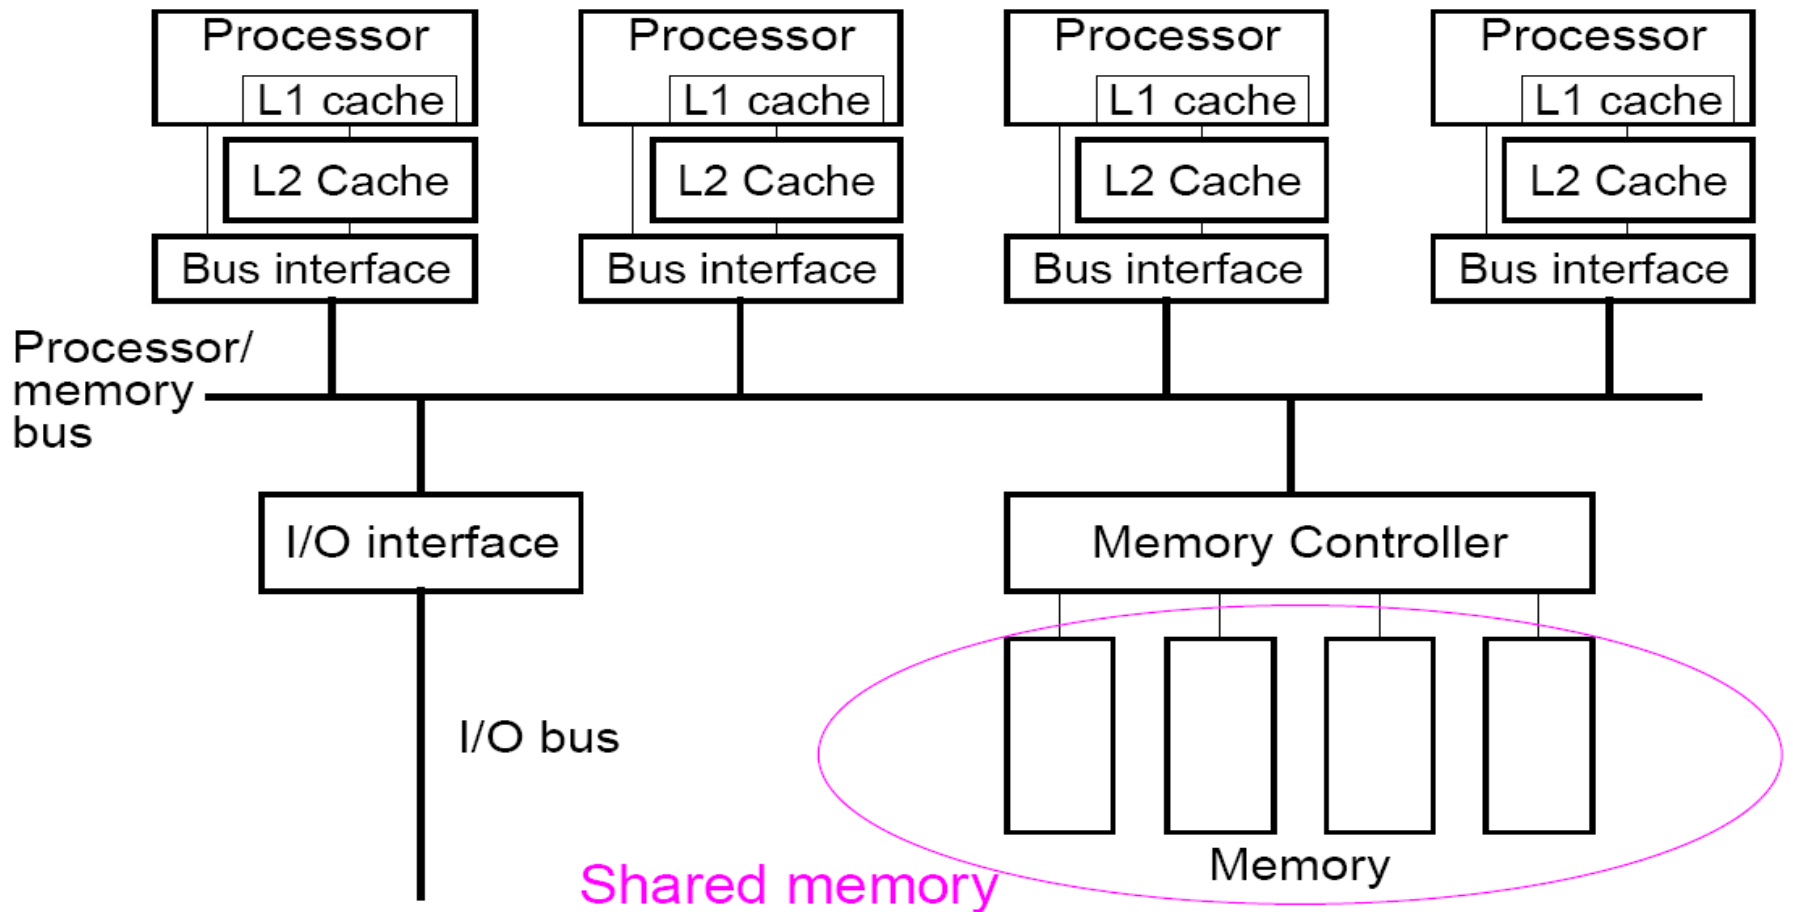 Processor
Processor
Processor
Processor
L1 cache
L1 cache
L1 cache
L1 cache
L2 Cache
L2 Cache
L2 Cache
L2 Cache
Bus interface
Bus interface
Bus interface
Bus interface
Processor/
memory
bus
I/O interface
Memory Controller
I/O bus
Memory
Shared memory